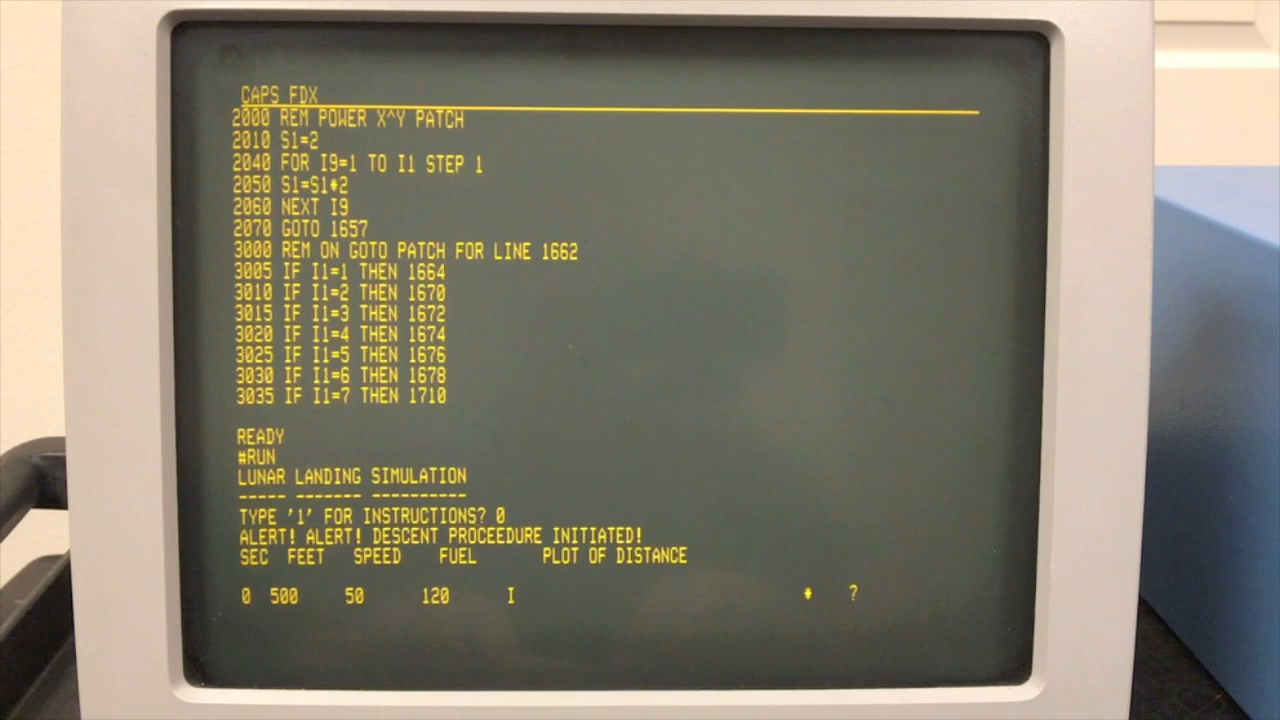 CAPS FDX
2000 REM POWER X^Y PATCH
2010 S1=2
2040 FOR I9=1 TO I1 STEP 1
2050 S1=S1*2
2060 NEXT I9
2070 GOTO 1657
3000 REM ON GOTO PATCH FOR LINE 1662
3005 IF I1=1 THEN 1664
3010 IF I1=2 THEN 1670
3015 IF I1=3 THEN 1672
3020 IF I1=4 THEN 1674
3025 IF I1=5 THEN 1676
3030 IF I1=6 THEN 1678
3035 IF I1=7 THEN 1710
READY
#RUN
LUNAR LANDING SIMULATION
----- ------- ----------
TYPE '1' FOR INSTRUCTIONS? 0
ALERT! ALERT! DESCENT PROCEEDURE INITIATED!
SEC FEET SPEED FUEL PLOT OF DISTANCE
0 500 50 120 I * ?